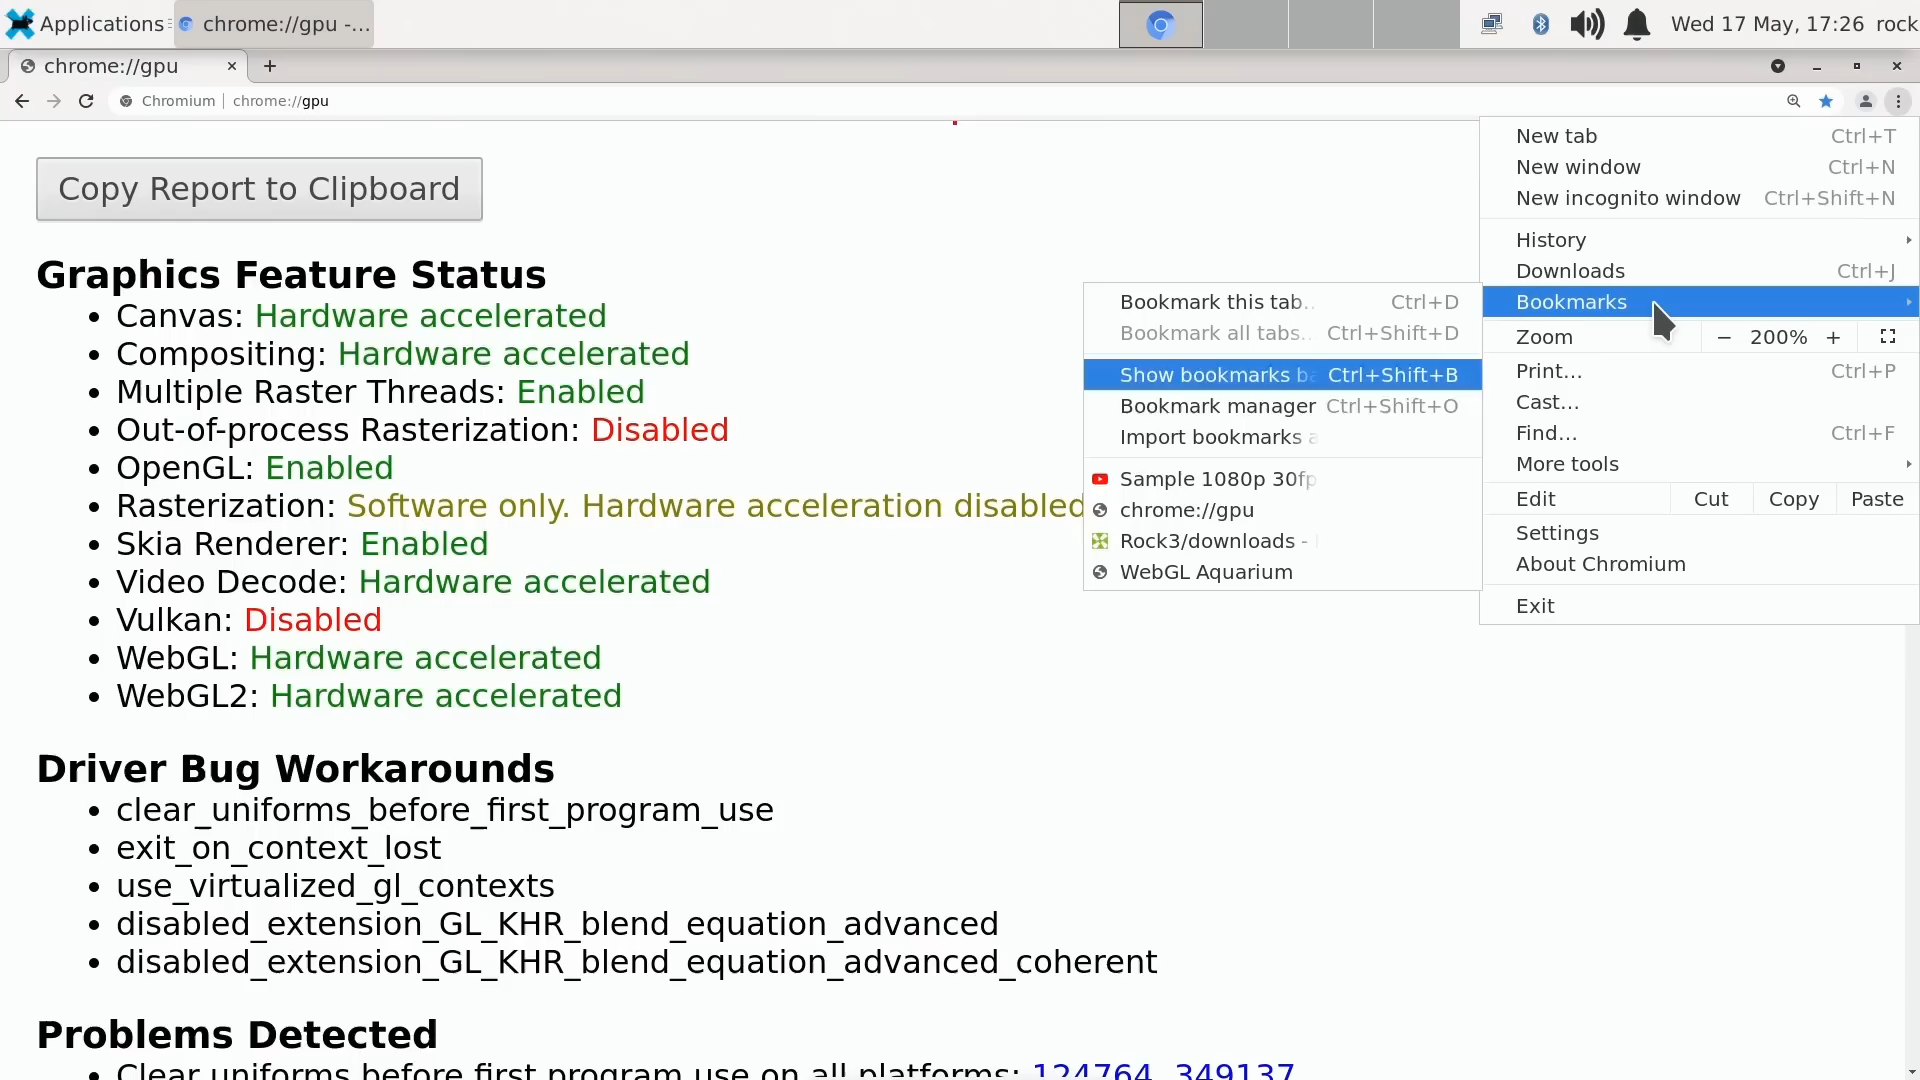 Applications
chrome://gpu -...
Wed 17 May, 17:26 rock
chrome://gpu
Chromium | chrome://gpu
Copy Report to Clipboard
Graphics Feature Status
• Canvas: Hardware accelerated
• Compositing: Hardware accelerated
• Multiple Raster Threads: Enabled
• Out-of-process Rasterization: Disabled
• OpenGL: Enabled
• Rasterization: Software only. Hardware acceleration disabled
• Skia Renderer: Enabled
• Video Decode: Hardware accelerated
• Vulkan: Disabled
• WebGL: Hardware accelerated
• WebGL2: Hardware accelerated
Driver Bug Workarounds
• clear_uniforms_before_first_program_use
• exit_on_context_lost
• use_virtualized_gl_contexts
• disabled_extension_GL_KHR_blend_equation_advanced
• disabled_extension_GL_KHR_blend_equation_advanced_coherent
Problems Detected
• Clear uniforms before first program use on all platforms: 124764, 349137
Bookmark this tab.. Ctrl+D
Bookmark all tabs.. Ctrl+Shift+D
Show bookmarks ba Ctrl+Shift+B
Bookmark manager Ctrl+Shift+O
Import bookmarks a
Sample 1080p 30fp
chrome://gpu
Rock3/downloads -
WebGL Aquarium
New tab Ctrl+T
New window Ctrl+N
New incognito window Ctrl+Shift+N
History
Downloads Ctrl+J
Bookmarks
Zoom − 200% +
Print... Ctrl+P
Cast...
Find... Ctrl+F
More tools
Edit Cut Copy Paste
Settings
About Chromium
Exit